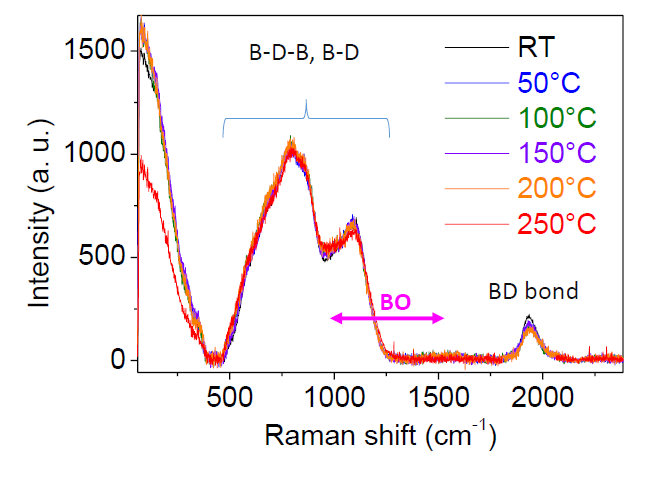 1500
1000
500
0
Intensity (a. u.)
B-D-B, B-D
RT
50°C
100°C
150°C
200°C
250°C
BO
BD bond
500
1000
1500
2000
Raman shift (cm⁻¹)